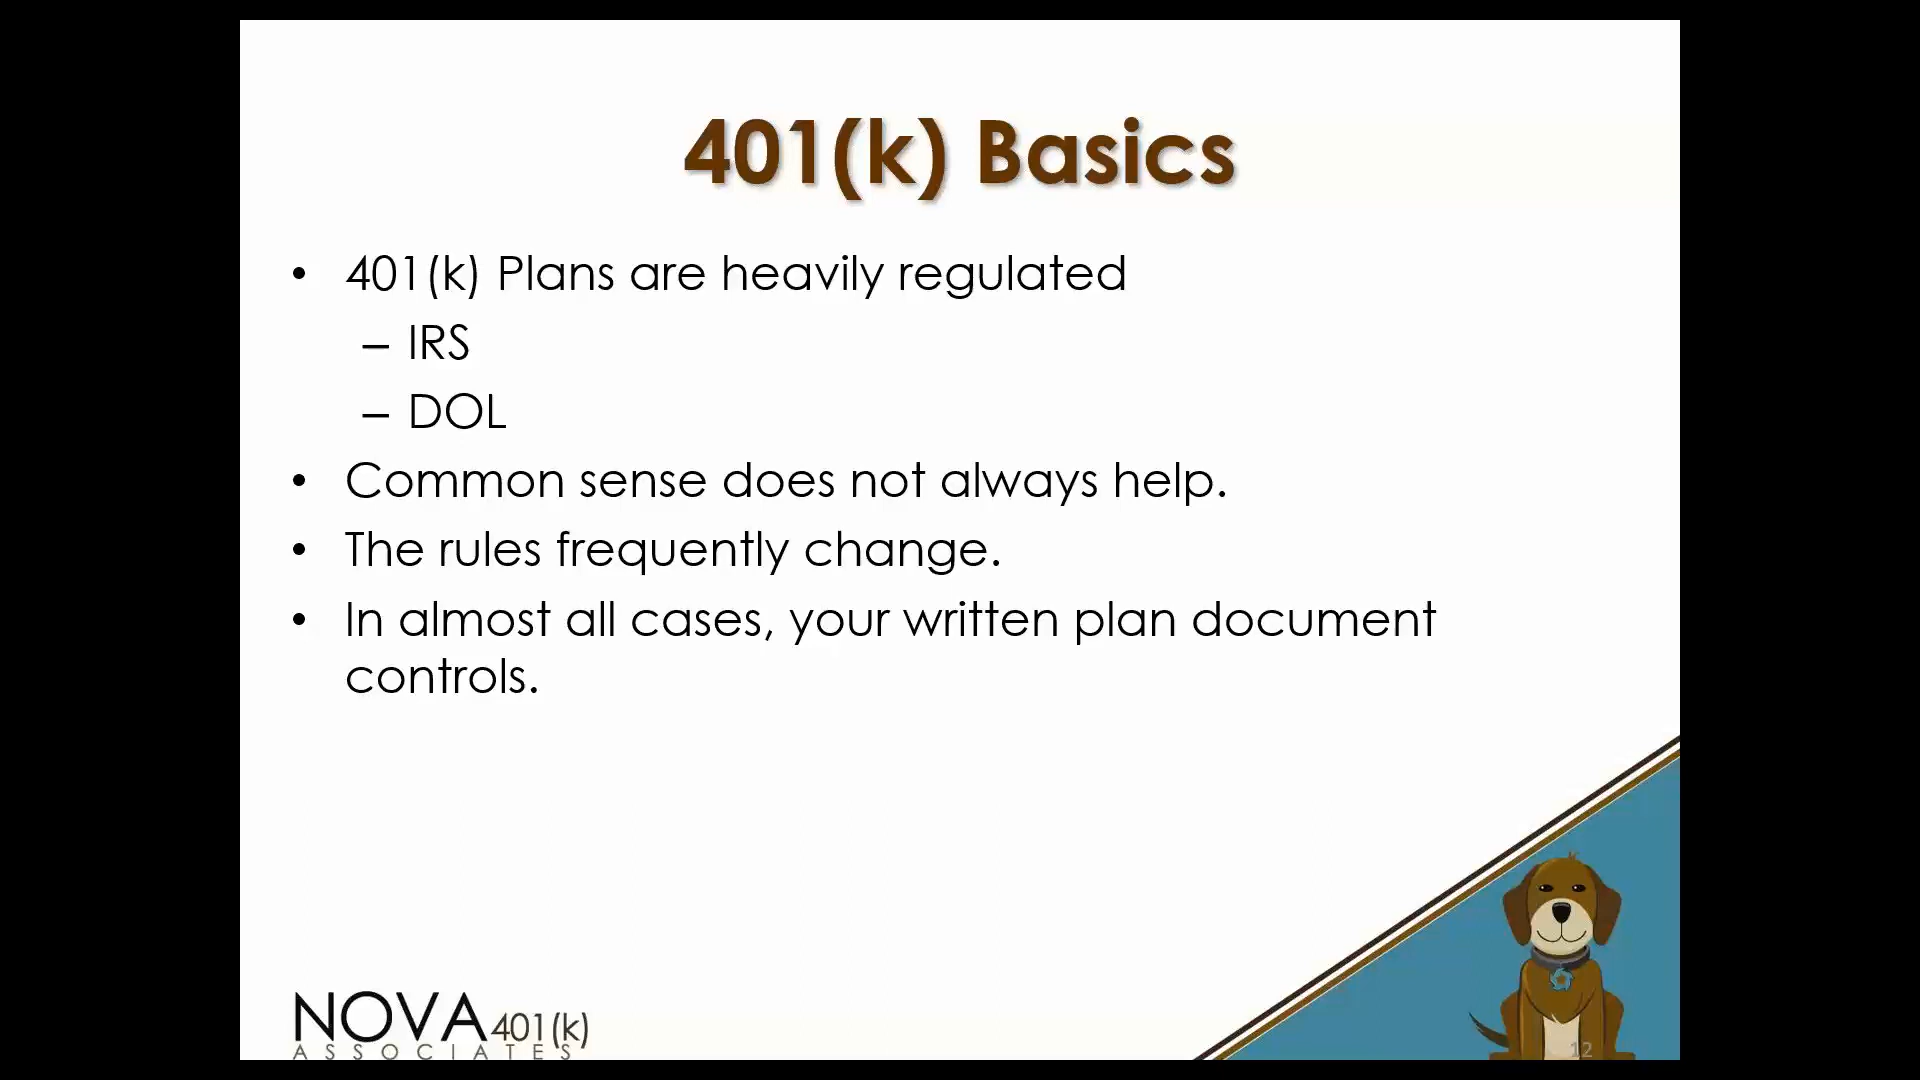 401(k) Basics
• 401(k) Plans are heavily regulated
– IRS
– DOL
• Common sense does not always help.
• The rules frequently change.
• In almost all cases, your written plan document
controls.
NOVA 401(k)
ASSOCIATES
12